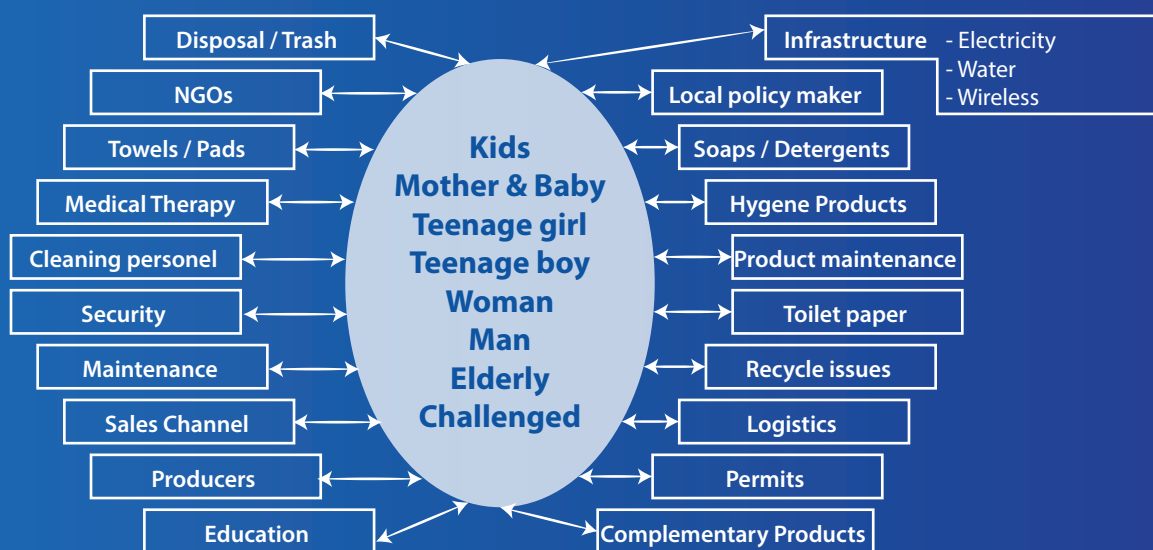 Disposal / Trash
NGOs
Towels / Pads
Medical Therapy
Cleaning personel
Security
Maintenance
Sales Channel
Producers
Education
Kids
Mother & Baby
Teenage girl
Teenage boy
Woman
Man
Elderly
Challenged
Infrastructure - Electricity
- Water
- Wireless
Local policy maker
Soaps / Detergents
Hygene Products
Product maintenance
Toilet paper
Recycle issues
Logistics
Permits
Complementary Products